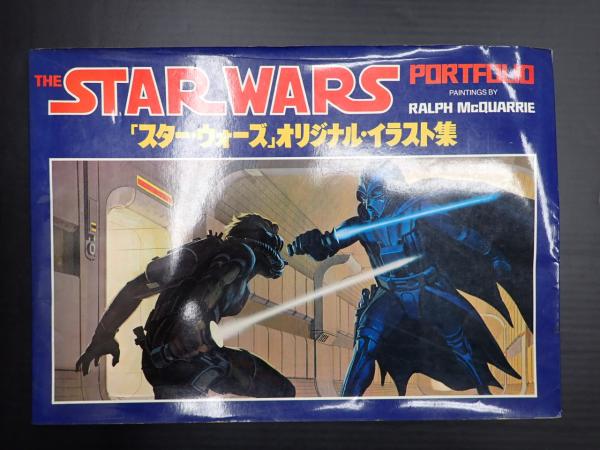 THE STAR WARS PORTFOLIO
PAINTINGS BY
RALPH McQUARRIE
「スター・ウォーズ」オリジナル・イラスト集